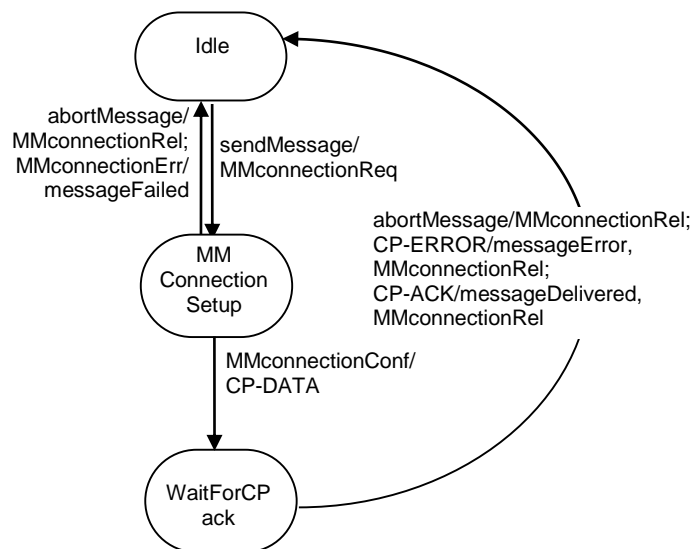 Idle
abortMessage/
MMconnectionRel;
MMconnectionErr/
messageFailed
sendMessage/
MMconnectionReq
abortMessage/MMconnectionRel;
CP-ERROR/messageError,
MMconnectionRel;
CP-ACK/messageDelivered,
MMconnectionRel
MM
Connection
Setup
MMconnectionConf/
CP-DATA
WaitForCP
ack